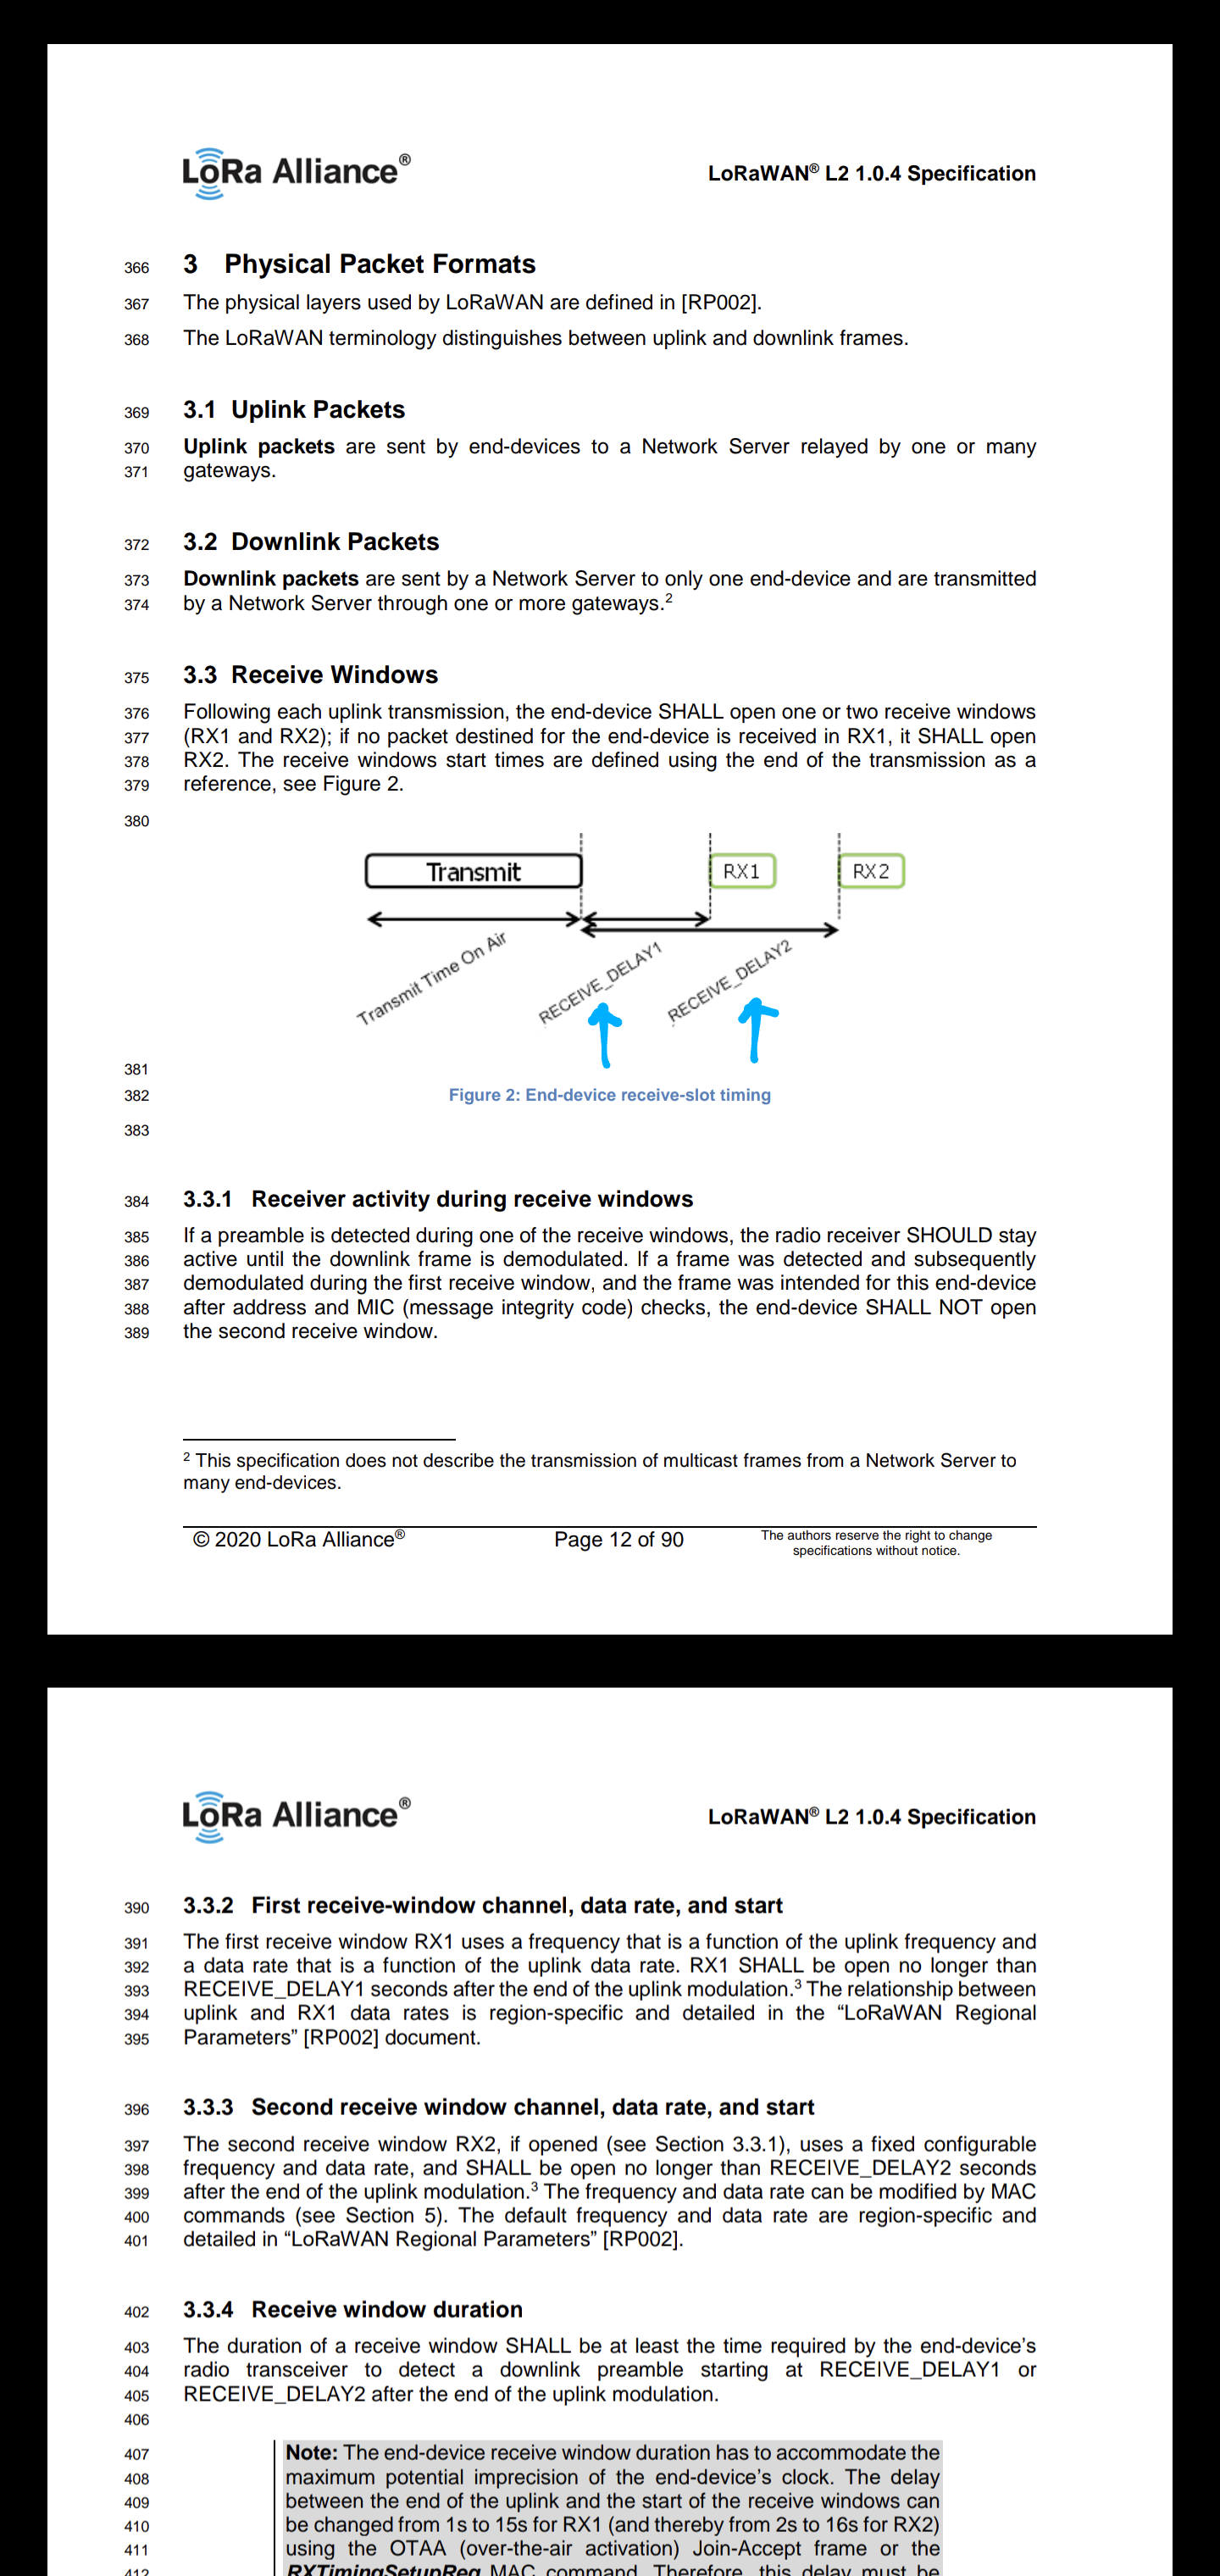 LoRa Alliance®
LoRaWAN® L2 1.0.4 Specification
366 3 Physical Packet Formats
367 The physical layers used by LoRaWAN are defined in [RP002].
368 The LoRaWAN terminology distinguishes between uplink and downlink frames.
369 3.1 Uplink Packets
370 Uplink packets are sent by end-devices to a Network Server relayed by one or many
371 gateways.
372 3.2 Downlink Packets
373 Downlink packets are sent by a Network Server to only one end-device and are transmitted
374 by a Network Server through one or more gateways.2
375 3.3 Receive Windows
376 Following each uplink transmission, the end-device SHALL open one or two receive windows
377 (RX1 and RX2); if no packet destined for the end-device is received in RX1, it SHALL open
378 RX2. The receive windows start times are defined using the end of the transmission as a
379 reference, see Figure 2.
380
Transmit RX1 RX2
Transmit Time On Air
RECEIVE_DELAY1
RECEIVE_DELAY2
381
382 Figure 2: End-device receive-slot timing
383
384 3.3.1 Receiver activity during receive windows
385 If a preamble is detected during one of the receive windows, the radio receiver SHOULD stay
386 active until the downlink frame is demodulated. If a frame was detected and subsequently
387 demodulated during the first receive window, and the frame was intended for this end-device
388 after address and MIC (message integrity code) checks, the end-device SHALL NOT open
389 the second receive window.
2 This specification does not describe the transmission of multicast frames from a Network Server to
many end-devices.
© 2020 LoRa Alliance® Page 12 of 90 The authors reserve the right to change
specifications without notice.
LoRa Alliance®
LoRaWAN® L2 1.0.4 Specification
390 3.3.2 First receive-window channel, data rate, and start
391 The first receive window RX1 uses a frequency that is a function of the uplink frequency and
392 a data rate that is a function of the uplink data rate. RX1 SHALL be open no longer than
393 RECEIVE_DELAY1 seconds after the end of the uplink modulation.3 The relationship between
394 uplink and RX1 data rates is region-specific and detailed in the “LoRaWAN Regional
395 Parameters” [RP002] document.
396 3.3.3 Second receive window channel, data rate, and start
397 The second receive window RX2, if opened (see Section 3.3.1), uses a fixed configurable
398 frequency and data rate, and SHALL be open no longer than RECEIVE_DELAY2 seconds
399 after the end of the uplink modulation.3 The frequency and data rate can be modified by MAC
400 commands (see Section 5). The default frequency and data rate are region-specific and
401 detailed in “LoRaWAN Regional Parameters” [RP002].
402 3.3.4 Receive window duration
403 The duration of a receive window SHALL be at least the time required by the end-device’s
404 radio transceiver to detect a downlink preamble starting at RECEIVE_DELAY1 or
405 RECEIVE_DELAY2 after the end of the uplink modulation.
406
407 Note: The end-device receive window duration has to accommodate the
408 maximum potential imprecision of the end-device’s clock. The delay
409 between the end of the uplink and the start of the receive windows can
410 be changed from 1s to 15s for RX1 (and thereby from 2s to 16s for RX2)
411 using the OTAA (over-the-air activation) Join-Accept frame or the
412 RXTimingSetupReq MAC command. Therefore, this delay must be